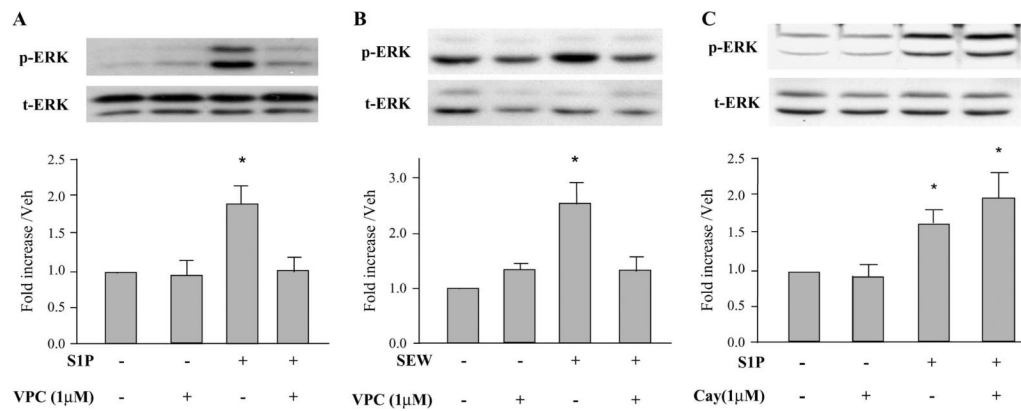 A
p-ERK
t-ERK
Fold increase /Veh
2.5
2.0
1.5
1.0
0.5
0.0
*
S1P - - + +
VPC (1μM) - + - +
B
p-ERK
t-ERK
Fold increase /Veh
3.0
2.0
1.0
0.0
*
SEW - - + +
VPC (1μM) - + - +
C
p-ERK
t-ERK
Fold increase /Veh
2.5
2.0
1.5
1.0
0.5
0.0
*
*
S1P - - + +
Cay(1μM) - + - +